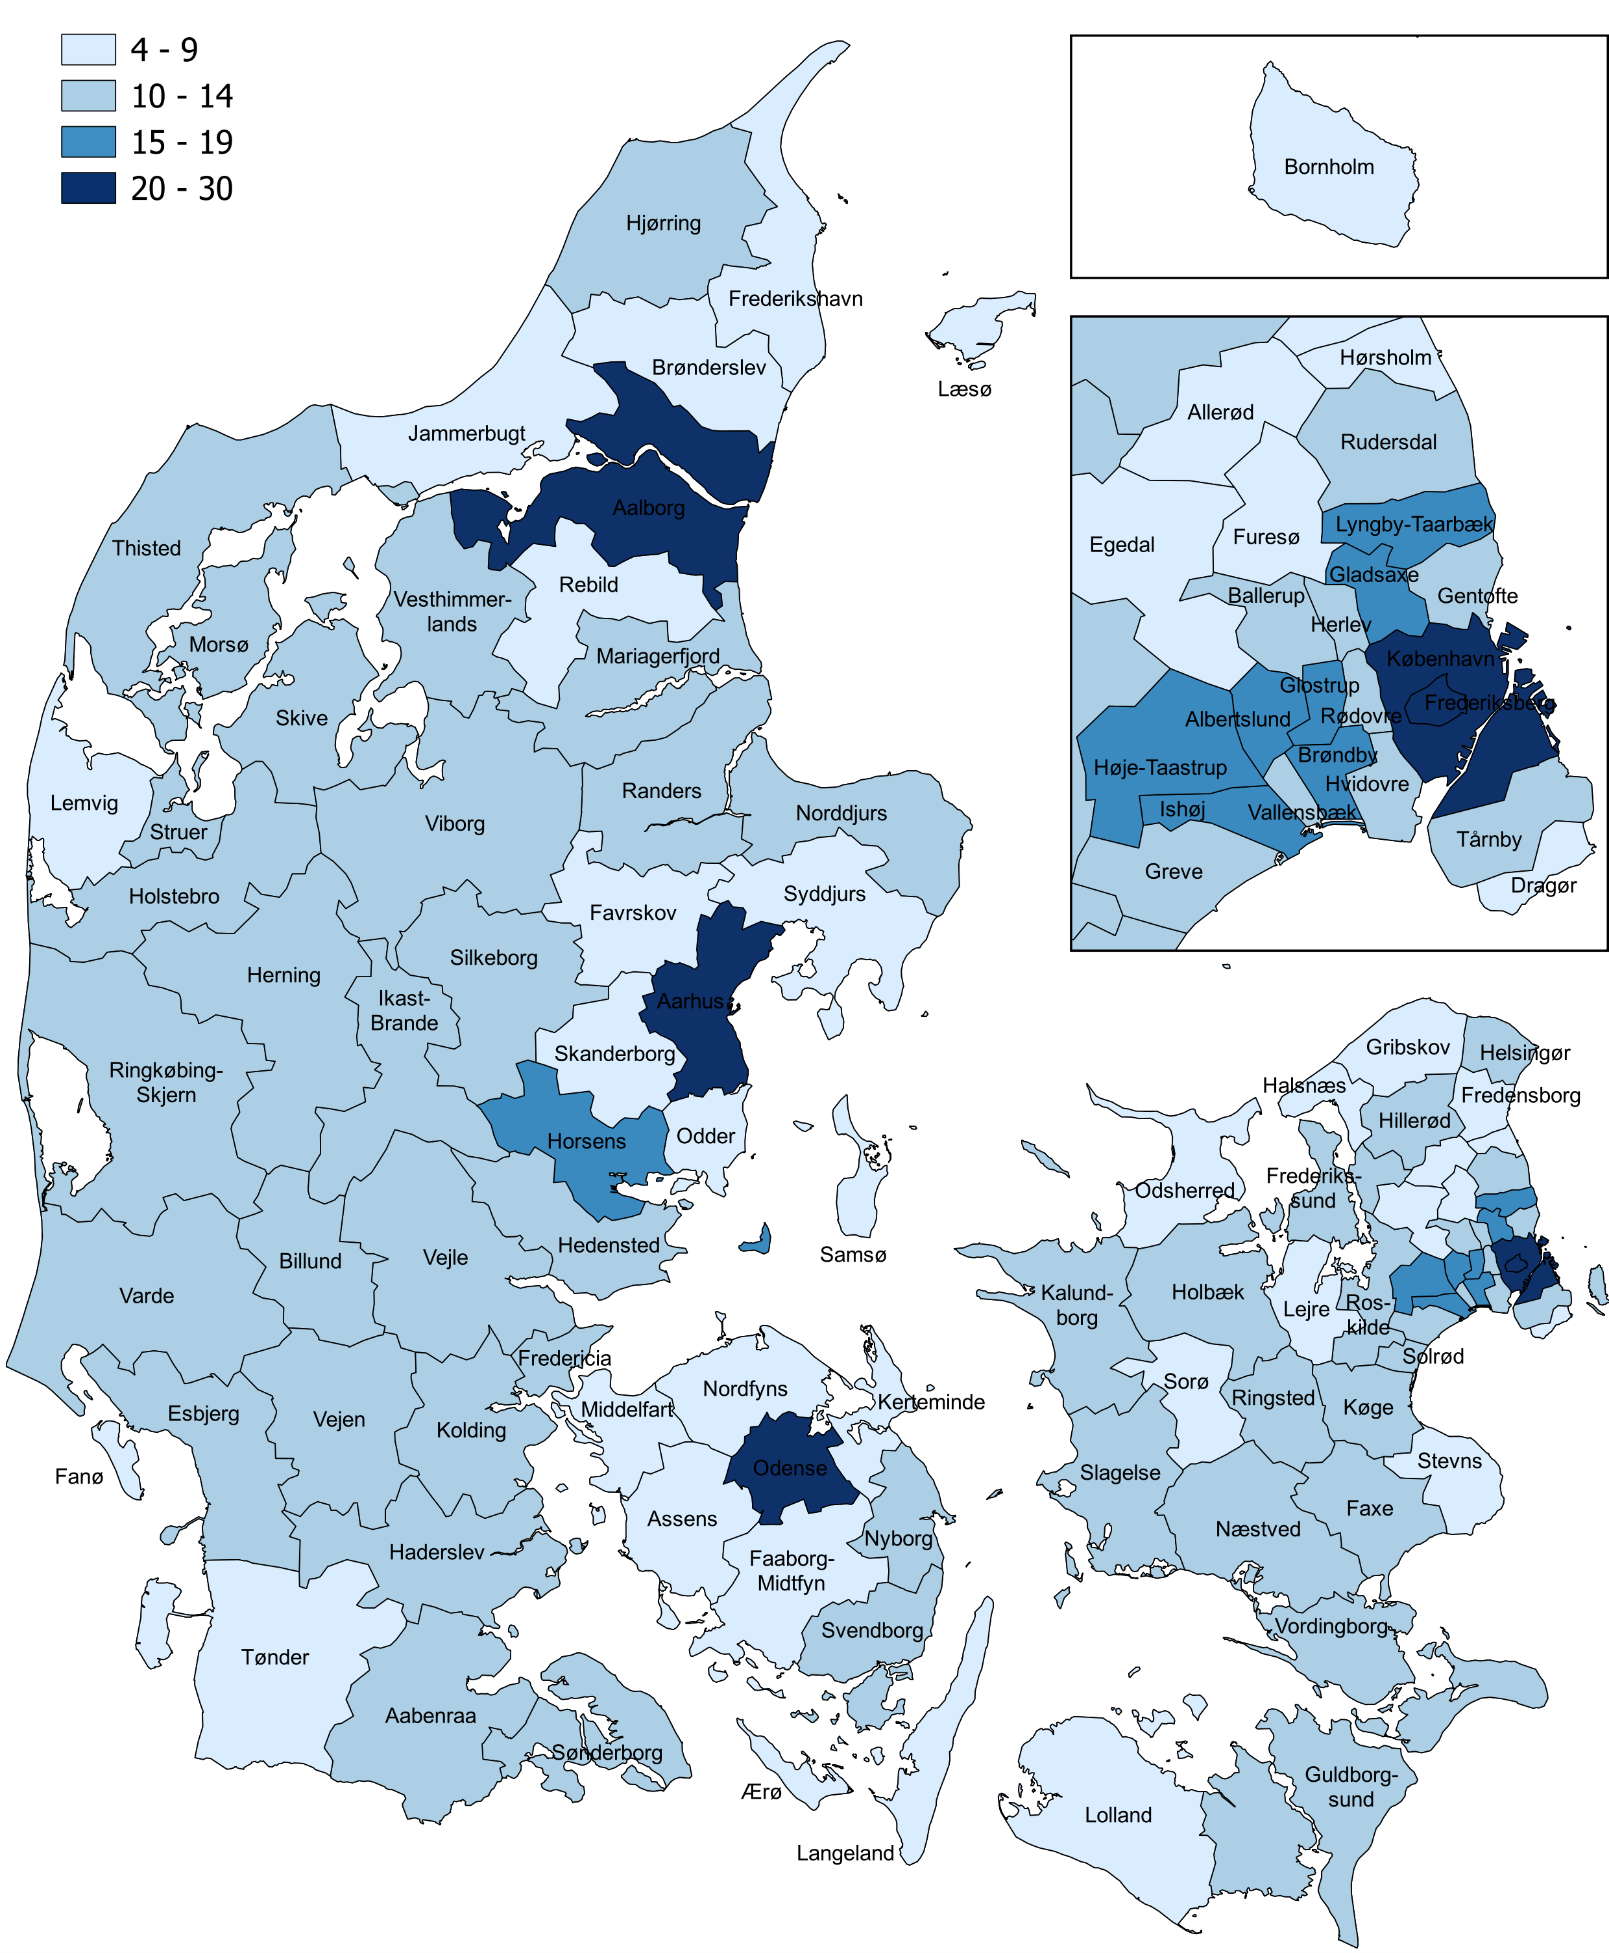 4 - 9
10 - 14
15 - 19
20 - 30
Bornholm
Hjørring
Frederikshavn
Brønderslev
Læsø
Jammerbugt
Aalborg
Thisted
Rebild
Vesthimmer-
lands
Morsø
Mariagerfjord
Skive
Lemvig
Struer
Viborg
Randers
Norddjurs
Holstebro
Favrskov
Syddjurs
Herning
Silkeborg
Ikast-
Brande
Aarhus
Skanderborg
Ringkøbing-
Skjern
Horsens
Odder
Samsø
Hedensted
Billund
Vejle
Varde
Fredericia
Esbjerg
Vejen
Kolding
Fanø
Haderslev
Tønder
Aabenraa
Sønderborg
Middelfart
Nordfyns
Kerteminde
Odense
Assens
Nyborg
Faaborg-
Midtfyn
Svendborg
Ærø
Langeland
Hørsholm
Allerød
Rudersdal
Lyngby-Taarbæk
Egedal
Furesø
Gladsaxe
Ballerup
Gentofte
Herlev
København
Glostrup
Frederiksberg
Albertslund
Rødovre
Brøndby
Høje-Taastrup
Hvidovre
Ishøj
Vallensbæk
Tårnby
Greve
Dragør
Gribskov
Helsingør
Halsnæs
Fredensborg
Hillerød
Odsherred
Frederiks-
sund
Kalund-
borg
Holbæk
Lejre
Ros-
kilde
Solrød
Sorø
Ringsted
Køge
Stevns
Slagelse
Faxe
Næstved
Vordingborg
Guldborg-
sund
Lolland